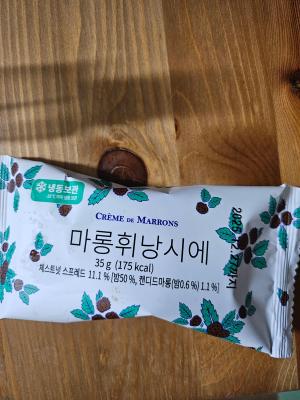 냉동보관
CRÈME DE MARRONS
마롱휘낭시에
35 g (175 kcal)
체스트넛 스프레드 11.1 % [밤50 %, 캔디드마롱(밤0.6 %) 1.1 %]
까지